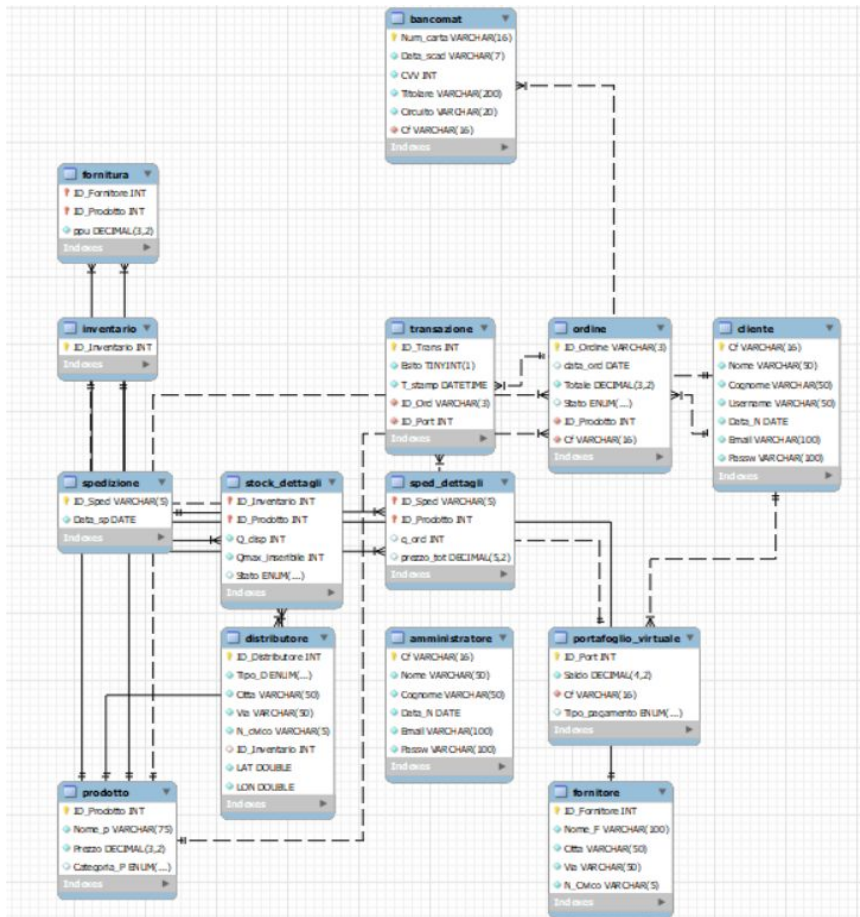 bancomat
Num_carta VARCHAR(16)
Data_scad VARCHAR(7)
CVV INT
Titolare VARCHAR(200)
Circuito VARCHAR(20)
Cf VARCHAR(16)
Indexes
fornitura
ID_Fornitore INT
ID_Prodotto INT
ppu DECIMAL(3,2)
Indexes
inventario
ID_Inventario INT
Indexes
transazione
ID_Trans INT
Esito TINYINT(1)
T_stamp DATETIME
ID_Ord VARCHAR(3)
ID_Port INT
Indexes
ordine
ID_Ordine VARCHAR(3)
data_ord DATE
Totale DECIMAL(3,2)
Stato ENUM(...)
ID_Prodotto INT
Cf VARCHAR(16)
Indexes
cliente
Cf VARCHAR(16)
Nome VARCHAR(50)
Cognome VARCHAR(50)
Username VARCHAR(50)
Data_N DATE
Email VARCHAR(100)
Passw VARCHAR(100)
Indexes
spedizione
ID_Sped VARCHAR(5)
Data_sp DATE
Indexes
stock_dettagli
ID_Inventario INT
ID_Prodotto INT
Q_disp INT
Qmax_inseribile INT
Stato ENUM(...)
Indexes
sped_dettagli
ID_Sped VARCHAR(5)
ID_Prodotto INT
q_ord INT
prezzo_tot DECIMAL(5,2)
Indexes
distributore
ID_Distributore INT
Tipo_D ENUM(...)
Citta VARCHAR(50)
Via VARCHAR(50)
N_civico VARCHAR(5)
ID_Inventario INT
LAT DOUBLE
LON DOUBLE
Indexes
amministratore
Cf VARCHAR(16)
Nome VARCHAR(50)
Cognome VARCHAR(50)
Data_N DATE
Email VARCHAR(100)
Passw VARCHAR(100)
Indexes
portafoglio_virtuale
ID_Port INT
Saldo DECIMAL(4,2)
Cf VARCHAR(16)
Tipo_pagamento ENUM(...)
Indexes
prodotto
ID_Prodotto INT
Nome_p VARCHAR(75)
Prezzo DECIMAL(3,2)
Categoria_P ENUM(...)
Indexes
fornitore
ID_Fornitore INT
Nome_F VARCHAR(100)
Citta VARCHAR(50)
Via VARCHAR(50)
N_Civico VARCHAR(5)
Indexes